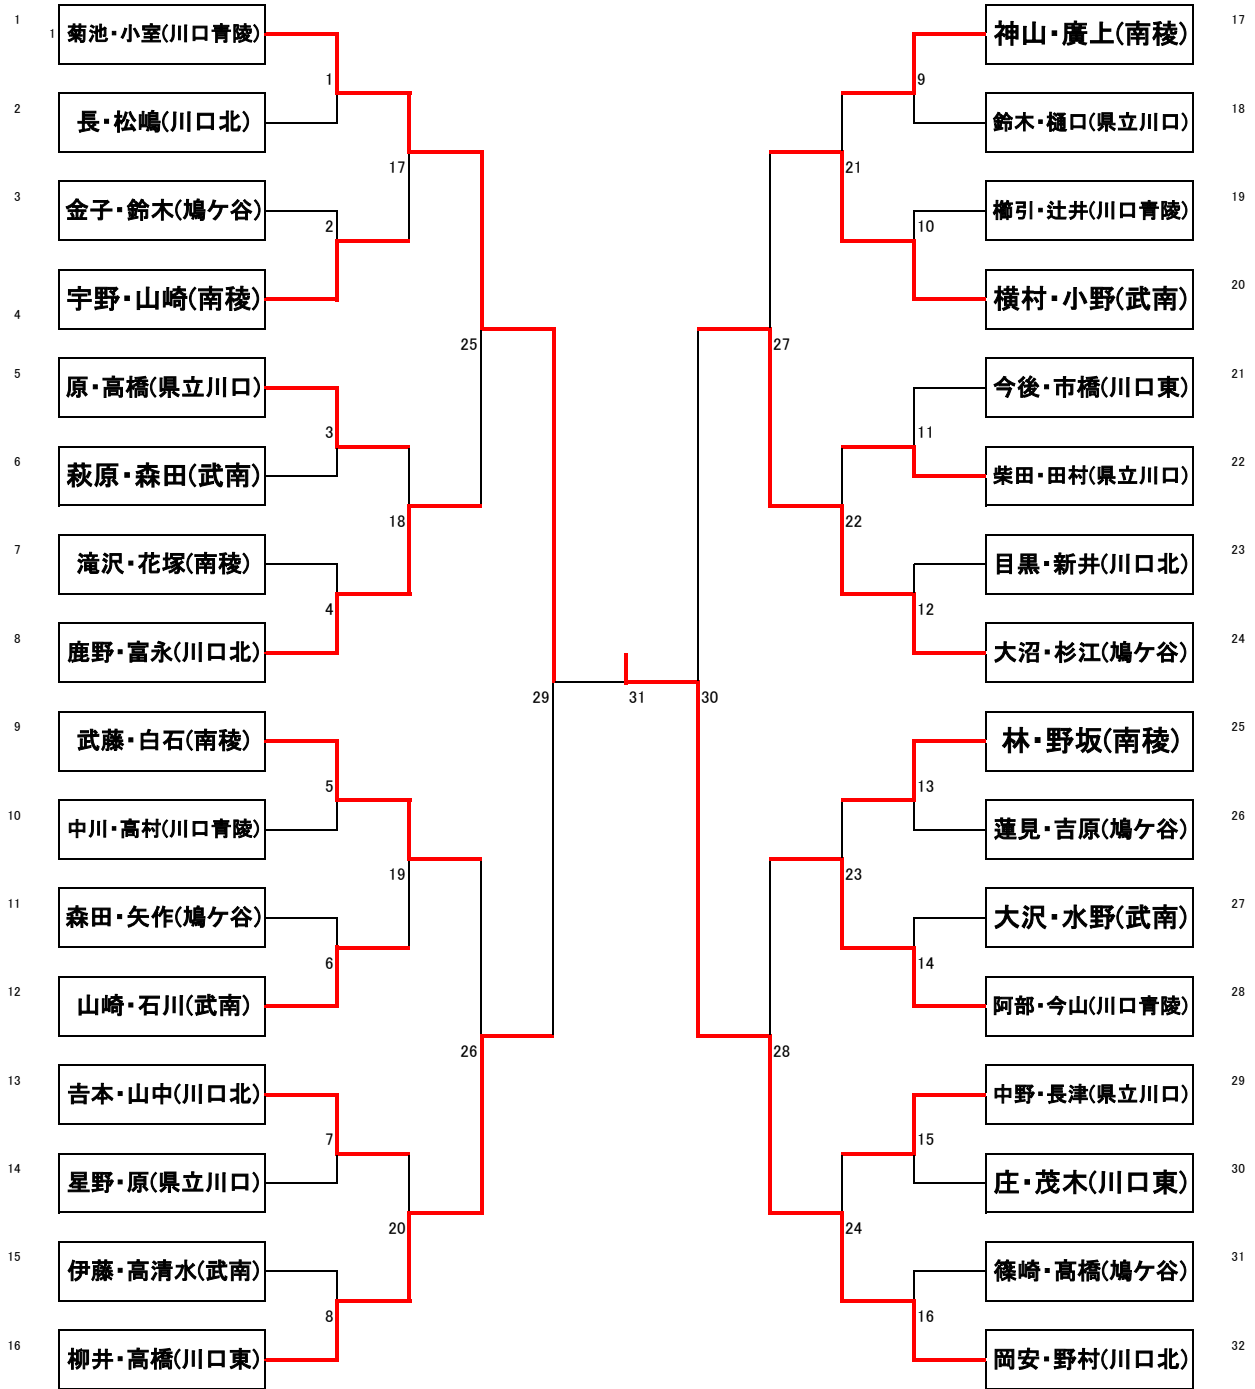 1
1
菊池・小室(川口青陵)
2
長・松嶋(川口北)
3
金子・鈴木(鳩ケ谷)
4
宇野・山崎(南稜)
5
原・高橋(県立川口)
6
萩原・森田(武南)
7
滝沢・花塚(南稜)
8
鹿野・富永(川口北)
9
武藤・白石(南稜)
10
中川・高村(川口青陵)
11
森田・矢作(鳩ケ谷)
12
山崎・石川(武南)
13
吉本・山中(川口北)
14
星野・原(県立川口)
15
伊藤・高清水(武南)
16
柳井・高橋(川口東)
1
2
3
4
5
6
7
8
17
18
19
20
25
26
29
31
30
27
28
21
22
23
24
9
10
11
12
13
14
15
16
神山・廣上(南稜)
17
鈴木・樋口(県立川口)
18
櫛引・辻井(川口青陵)
19
横村・小野(武南)
20
今後・市橋(川口東)
21
柴田・田村(県立川口)
22
目黒・新井(川口北)
23
大沼・杉江(鳩ケ谷)
24
林・野坂(南稜)
25
蓮見・吉原(鳩ケ谷)
26
大沢・水野(武南)
27
阿部・今山(川口青陵)
28
中野・長津(県立川口)
29
庄・茂木(川口東)
30
篠崎・高橋(鳩ケ谷)
31
岡安・野村(川口北)
32